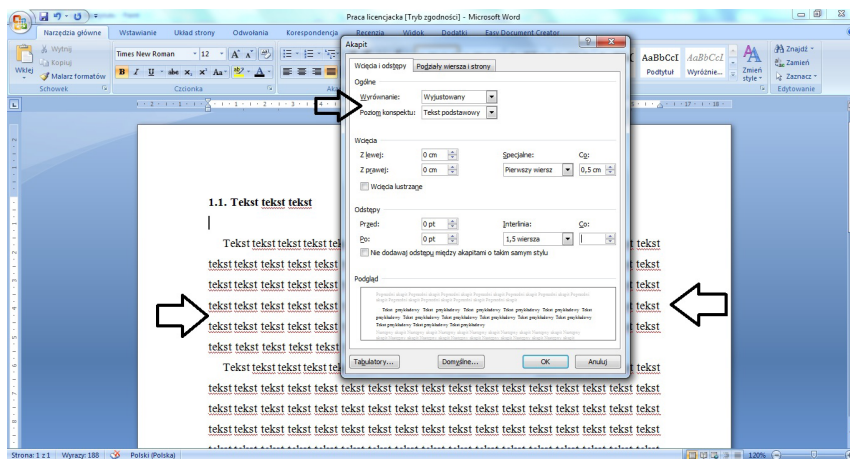 Praca licencjacka [Tryb zgodności] - Microsoft Word
Narzędzia główne Wstawianie Układ strony Odwołania Korespondencja Recenzja Widok Dodatki Easy Document Creator
Wklej
Wytnij
Kopiuj
Malarz formatów
Schowek
Times New Roman 12
Czcionka
AaBbCcI AaBbCcI
Podtytuł Wyróżnie...
Zmień style
Znajdź
Zamień
Zaznacz
Edytowanie
Akapit
Wcięcia i odstępy Podziały wiersza i strony
Ogólne
Wyrównanie: Wyjustowany
Poziom konspektu: Tekst podstawowy
Wcięcia
Z lewej: 0 cm Specjalne: Co:
Z prawej: 0 cm Pierwszy wiersz 0,5 cm
Wcięcia lustrzane
Odstępy
Przed: 0 pt Interlinia: Co:
Po: 0 pt 1,5 wiersza
Nie dodawaj odstępu między akapitami o takim samym stylu
Podgląd
Tabulatory... Domyślne... OK Anuluj
1.1. Tekst tekst tekst
Tekst tekst tekst tekst tekst
tekst tekst tekst tekst tekst
tekst tekst tekst tekst tekst
tekst tekst tekst tekst tekst
tekst tekst tekst tekst tekst
tekst tekst tekst tekst
Tekst tekst tekst tekst tekst
tekst tekst tekst tekst tekst tekst tekst tekst tekst tekst tekst tekst tekst
tekst tekst tekst tekst tekst tekst tekst tekst tekst tekst tekst tekst tekst
tekst tekst tekst tekst tekst tekst tekst tekst tekst tekst tekst tekst tekst
Strona: 1 z 1 Wyrazy: 188 Polski (Polska) 120%